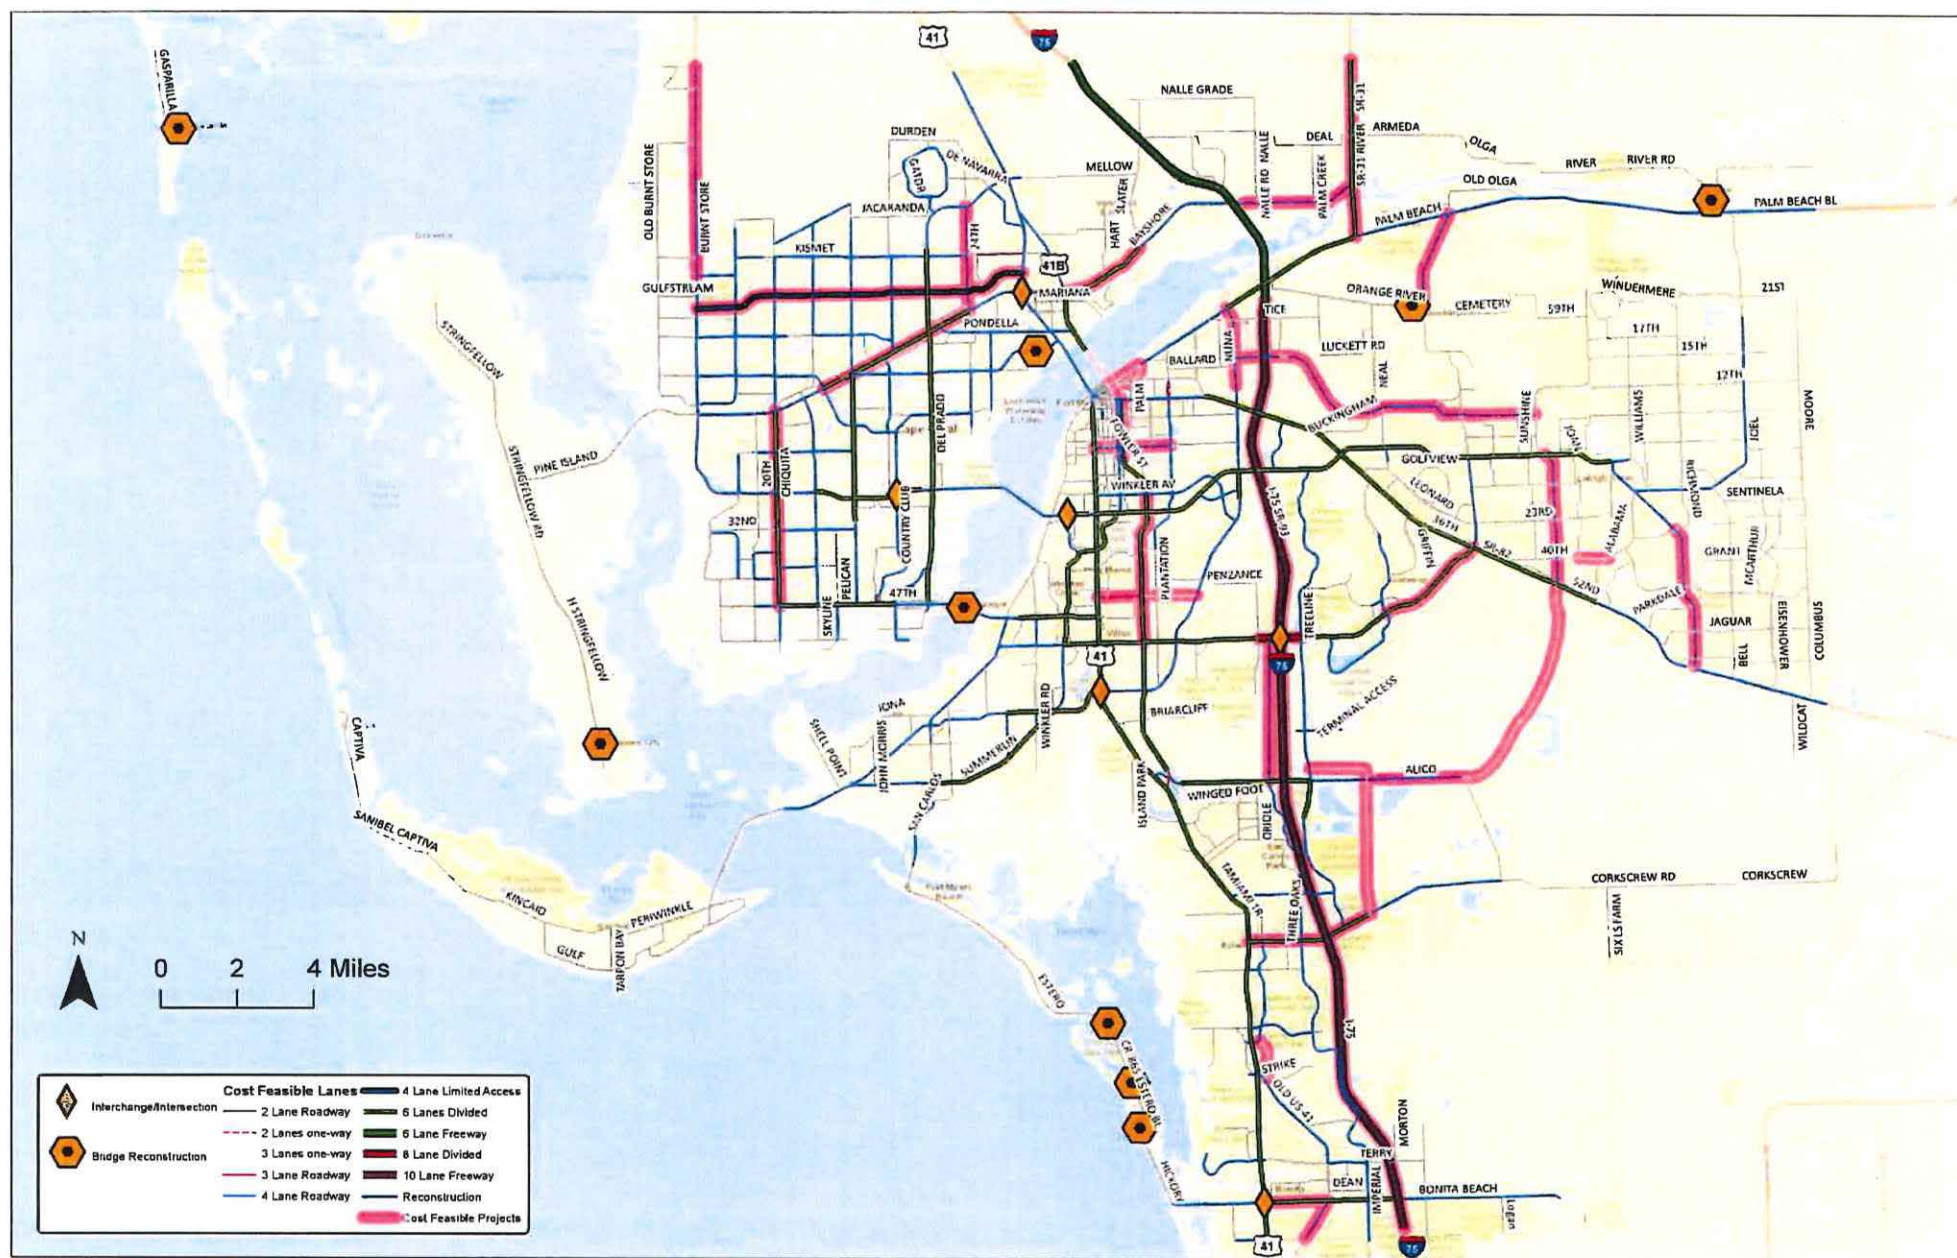 GASPARILLA
41
75
NALLE GRADE
DURDEN
DE NAVARRA
GATOR
MELLOW
NALLE RD NALLE
DEAL
PALM CREEK
SR-31 RIVER SR-31
ARMEDA
OLGA
RIVER
RIVER RD
OLD OLGA
PALM BEACH
PALM BEACH BL
OLD BURNT STORE
BURNT STORE
JACARANDA
KISMET
24TH
HART
SLATER
BAYSHORE
41B
GULFSTREAM
MARIANA
PONDELLA
TICE
ORANGE RIVER
CEMETERY
WINDERMERE
21ST
59TH
17TH
15TH
12TH
NUNA
BALLARD
LUCKETT RD
NEAL
PALM
BUCKINGHAM
SUNSHINE
JOAN
WILLIAMS
JOEL
MOORE
STRINGFELLOW
STRINGFELLOW RD
PINE ISLAND
H STRINGFELLOW
DEL PRADO
20TH
CHIQUITA
COUNTRY CLUB
FOWLER ST
WINKLER AV
GOLFVIEW
LEONARD
36TH
RICHMOND
SENTINELA
32ND
I-75 SR-93
GRIFFIN
SR-82
23RD
40TH
ALABAMA
GRANT
MCARTHUR
SKYLINE
PELICAN
47TH
PLANTATION
PENZANCE
TREELINE
52ND
PARKDALE
JAGUAR
BELL
EISENHOWER
COLUMBUS
41
75
WINKLER RD
BRIARCLIFF
TERMINAL ACCESS
WILDCAT
IONA
SHELL POINT
JOHN MORRIS
SUMMERLIN
SAN CARLOS
ISLAND PARK
WINGED FOOT
ORIOLE
ALICO
CAPTIVA
SANIBEL CAPTIVA
KINCAID
PERIWINKLE
GULF
TARPON BAY
TAMIAMI TR
THREE OAKS
CORKSCREW RD
CORKSCREW
SIX LS FARM
N
0 2 4 Miles
ESTERO
CR 865 ESTERO BL
HICKORY
I-75
STRIKE
OLD US-41
TERRY
MORTON
DEAN
IMPERIAL
BONITA BEACH
41
75
Interchange/Intersection
Bridge Reconstruction
Cost Feasible Lanes
2 Lane Roadway
2 Lanes one-way
3 Lanes one-way
3 Lane Roadway
4 Lane Roadway
4 Lane Limited Access
6 Lanes Divided
6 Lane Freeway
8 Lane Divided
10 Lane Freeway
Reconstruction
Cost Feasible Projects